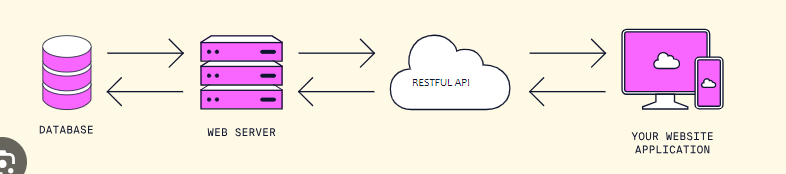 RESTFUL API
DATABASE
WEB SERVER
YOUR WEBSITE
APPLICATION